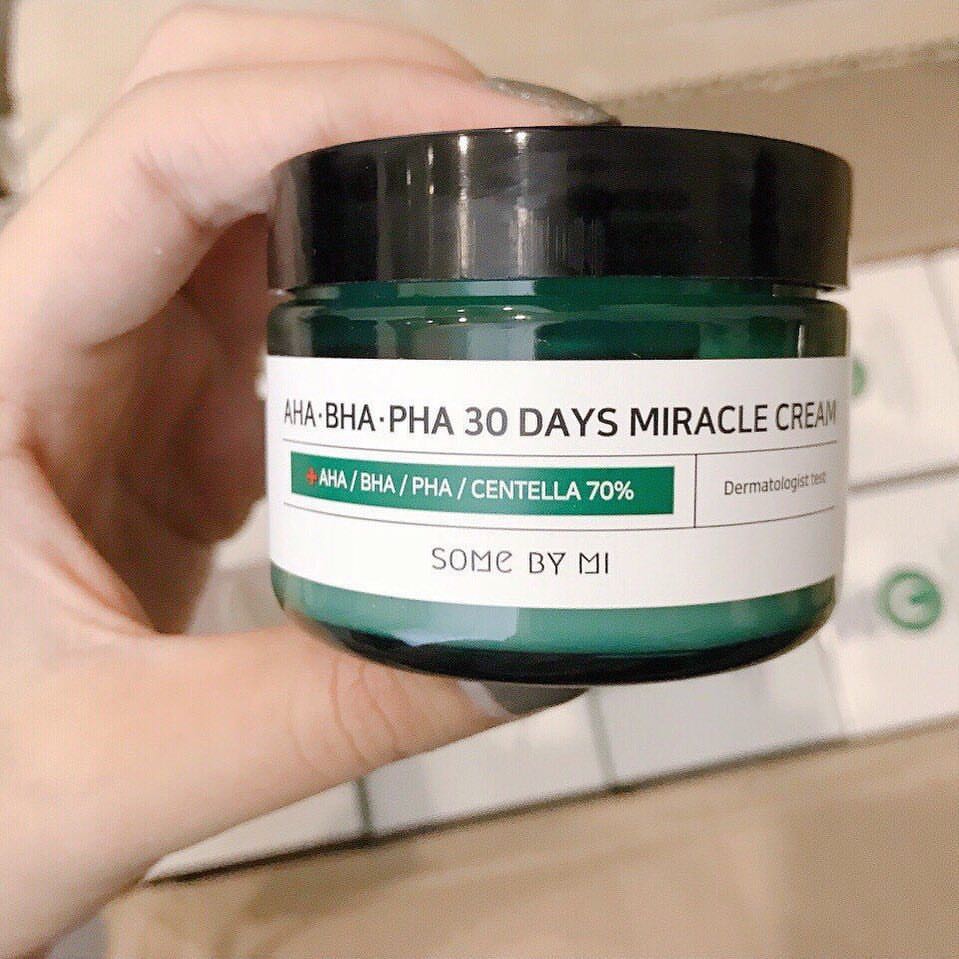 AHA·BHA·PHA 30 DAYS MIRACLE CREAM
+AHA / BHA / PHA / CENTELLA 70%
Dermatologist test
SOME BY MI